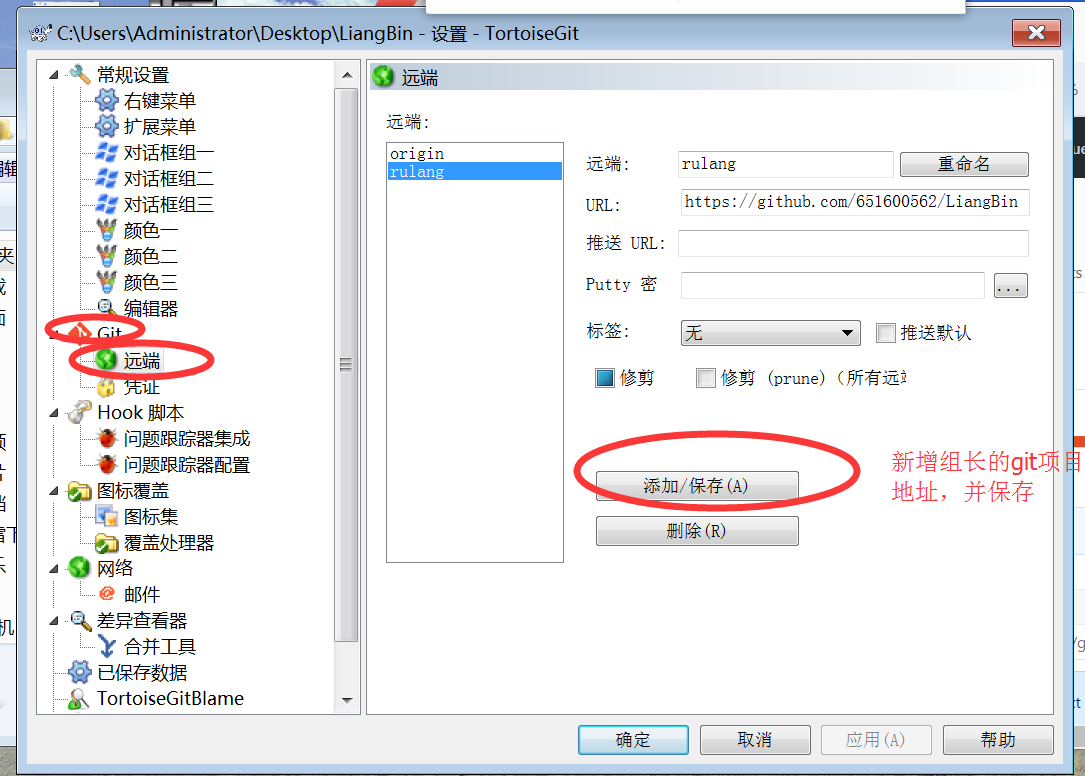 C:\Users\Administrator\Desktop\LiangBin - 设置 - TortoiseGit
常规设置
右键菜单
扩展菜单
对话框组一
对话框组二
对话框组三
颜色一
颜色二
颜色三
编辑器
Git
远端
凭证
Hook 脚本
问题跟踪器集成
问题跟踪器配置
图标覆盖
图标集
覆盖处理器
网络
邮件
差异查看器
合并工具
已保存数据
TortoiseGitBlame
远端
远端:
origin
rulang
远端: rulang 重命名
URL: https://github.com/651600562/LiangBin
推送 URL:
Putty 密 ...
标签: 无 推送默认
修剪 修剪 (prune) (所有远
添加/保存(A)
删除(R)
新增组长的git项目
地址，并保存
确定 取消 应用(A) 帮助